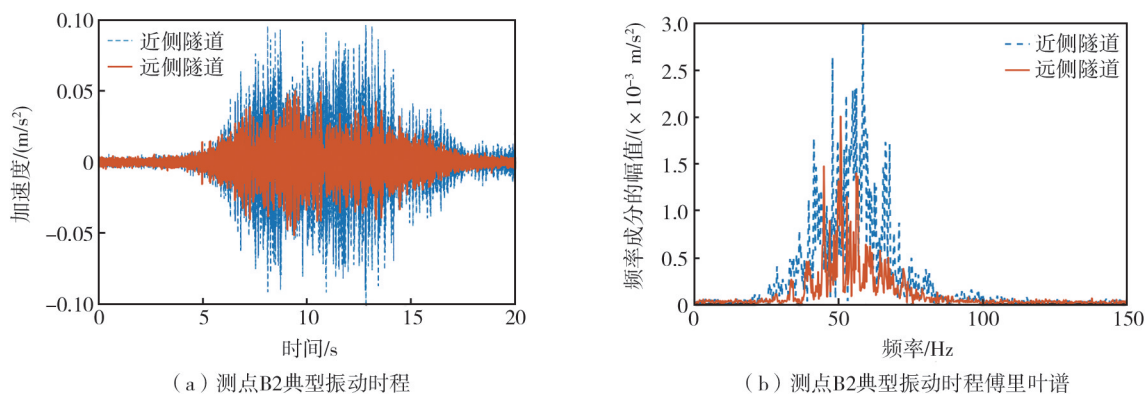 0.10
0.05
0
−0.05
−0.10
加速度/(m/s²)
近侧隧道
远侧隧道
0
5
10
15
20
时间/s
（a）测点B2典型振动时程
3.0
2.5
2.0
1.5
1.0
0.5
0
频率成分的幅值/(×10⁻³ m/s²)
近侧隧道
远侧隧道
0
50
100
150
频率/Hz
（b）测点B2典型振动时程傅里叶谱